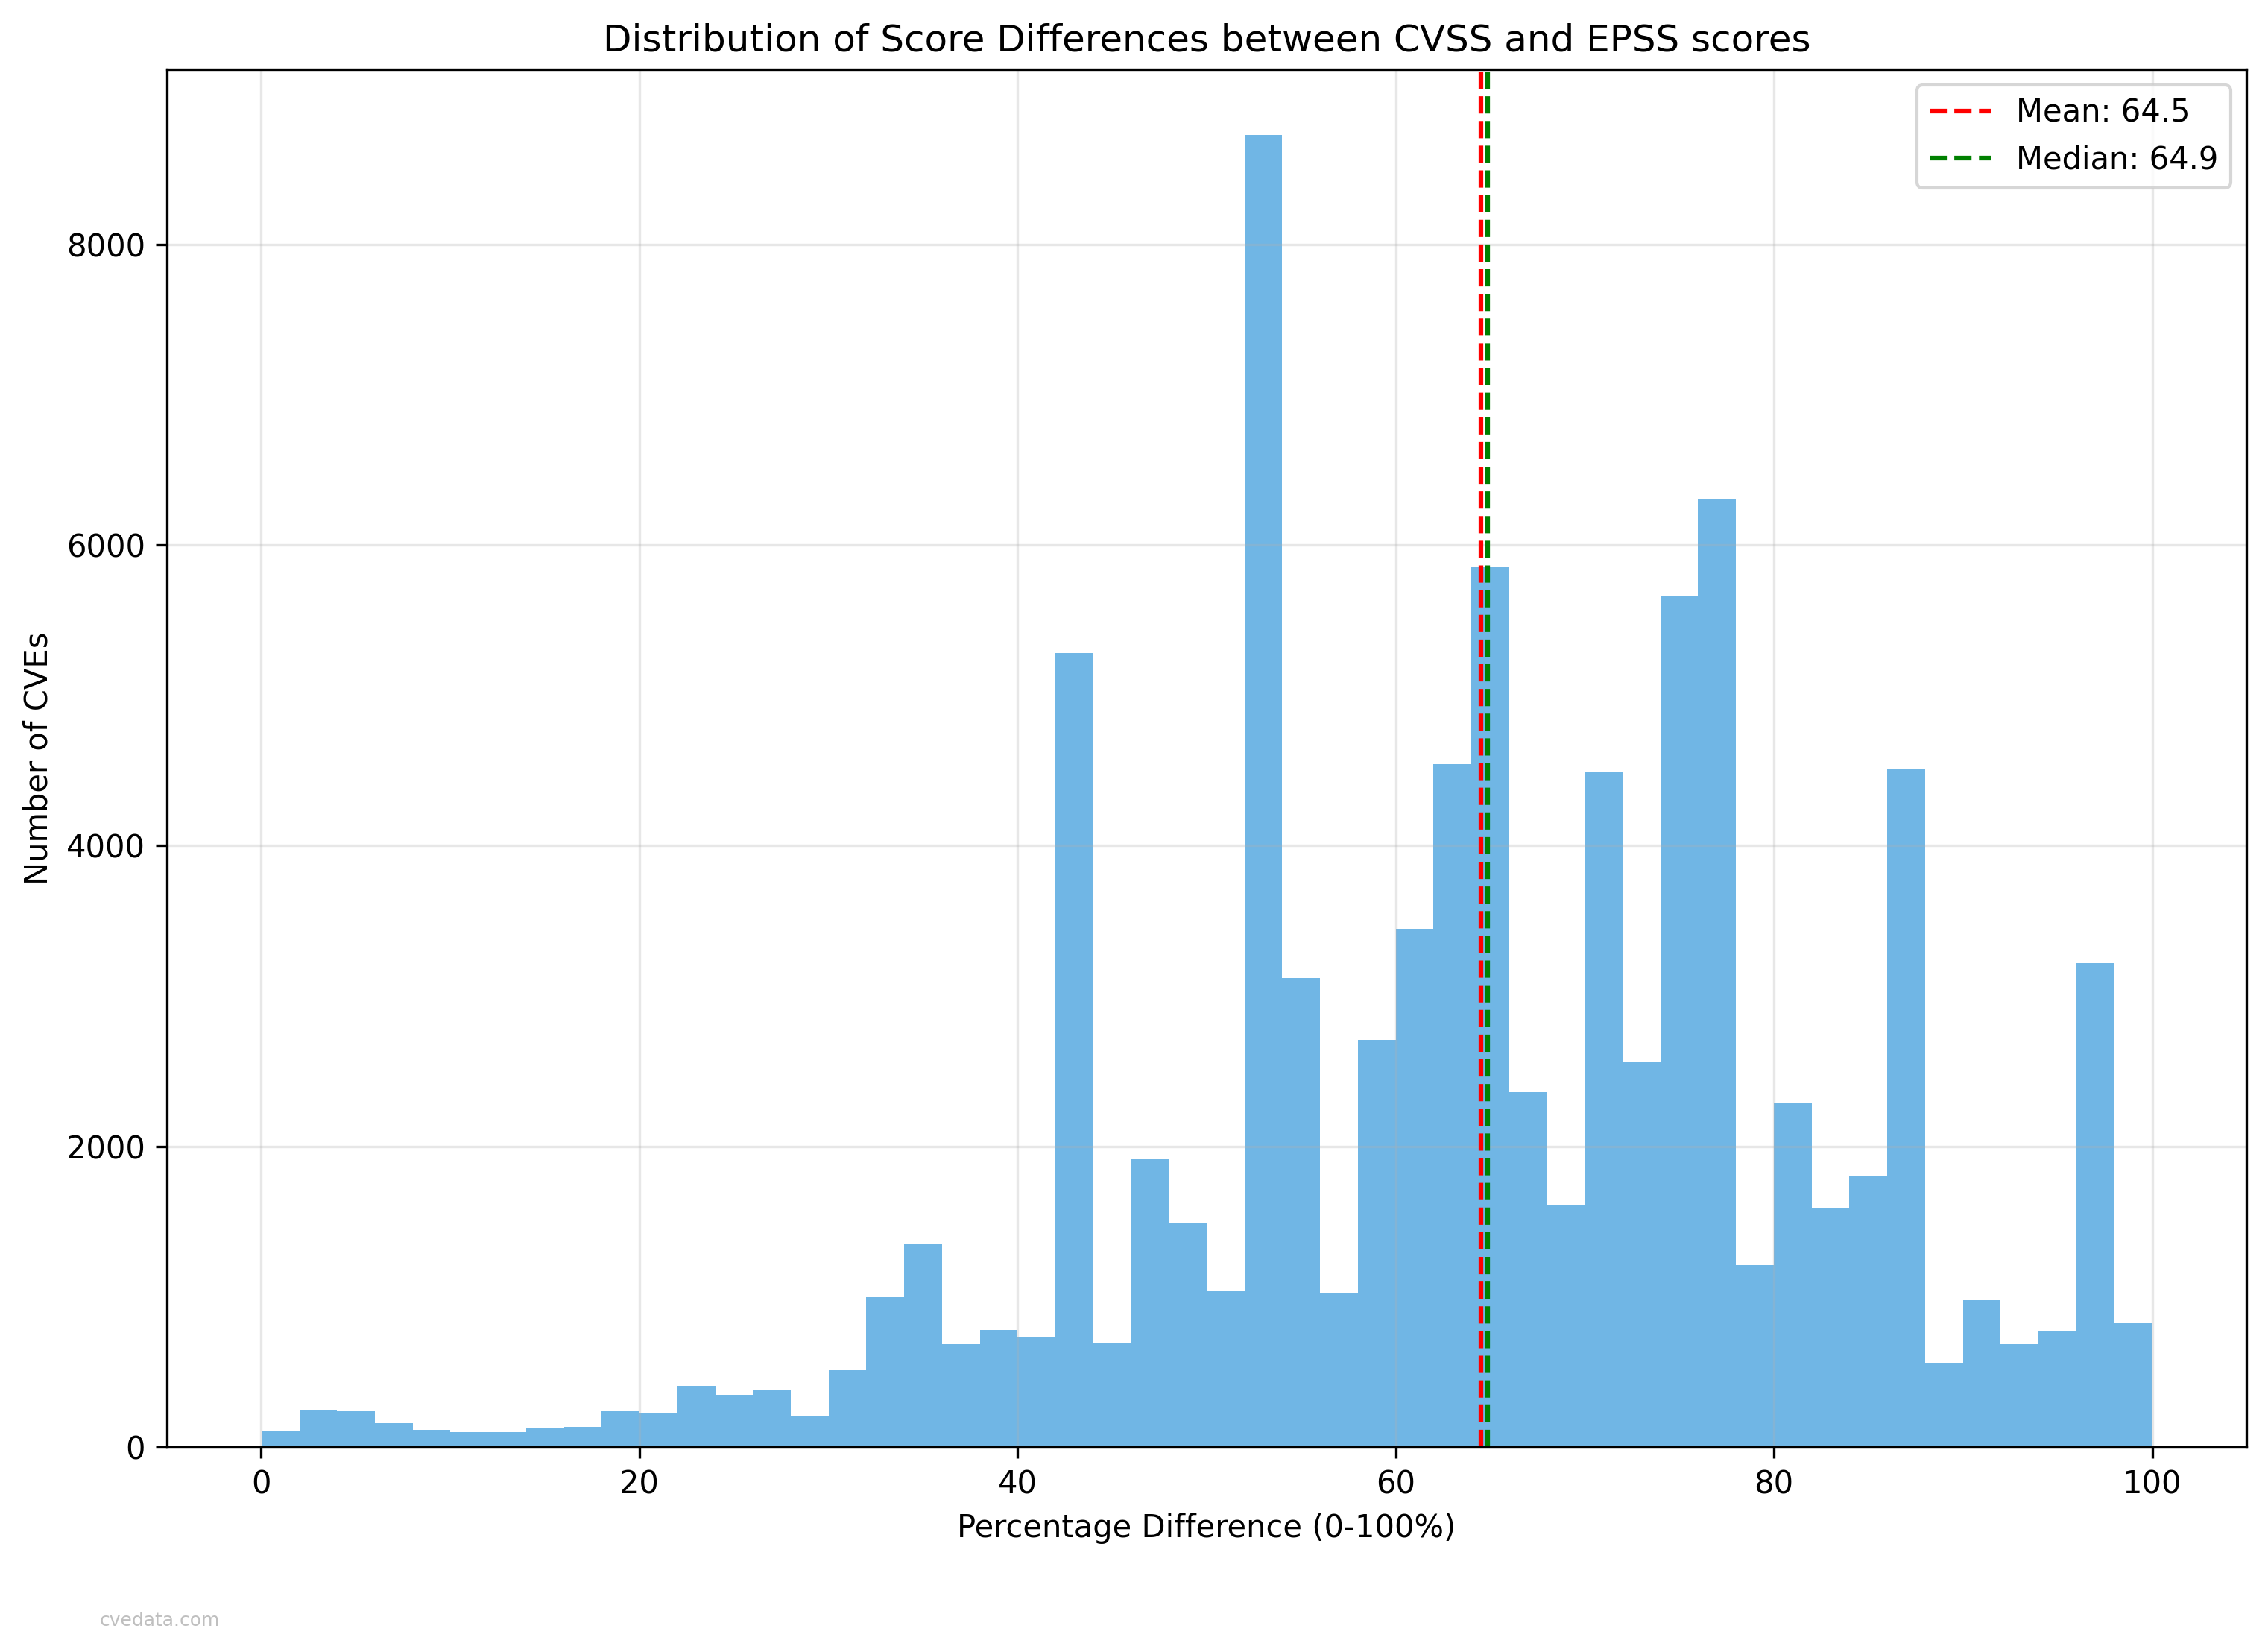 Distribution of Score Differences between CVSS and EPSS scores
Mean: 64.5
Median: 64.9
Number of CVEs
8000
6000
4000
2000
0
0 20 40 60 80 100
Percentage Difference (0-100%)
cvedata.com